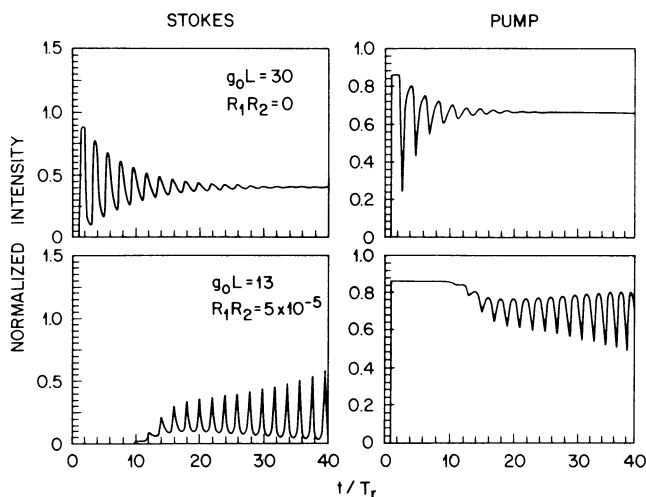 STOKES
PUMP
NORMALIZED INTENSITY
1.5
1.0
0.5
0
g₀L = 30
R₁R₂ = 0
1.0
0.8
0.6
0.4
0.2
0
1.5
1.0
0.5
0
g₀L = 13
R₁R₂ = 5 x 10⁻⁵
0 10 20 30 40
1.0
0.8
0.6
0.4
0.2
0
0 10 20 30 40
t / Tᵣ